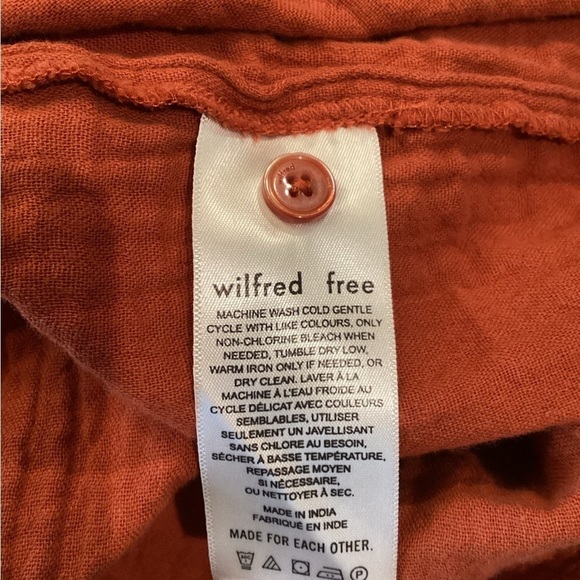 wilfred free
MACHINE WASH COLD GENTLE
CYCLE WITH LIKE COLOURS, ONLY
NON-CHLORINE BLEACH WHEN
NEEDED, TUMBLE DRY LOW,
WARM IRON ONLY IF NEEDED, OR
DRY CLEAN. LAVER À LA
MACHINE À L'EAU FROIDE AU
CYCLE DÉLICAT AVEC COULEURS
SEMBLABLES, UTILISER
SEULEMENT UN JAVELLISANT
SANS CHLORE AU BESOIN,
SÉCHER À BASSE TEMPÉRATURE,
REPASSAGE MOYEN
SI NÉCESSAIRE,
OU NETTOYER À SEC.
MADE IN INDIA
FABRIQUÉ EN INDE
MADE FOR EACH OTHER.